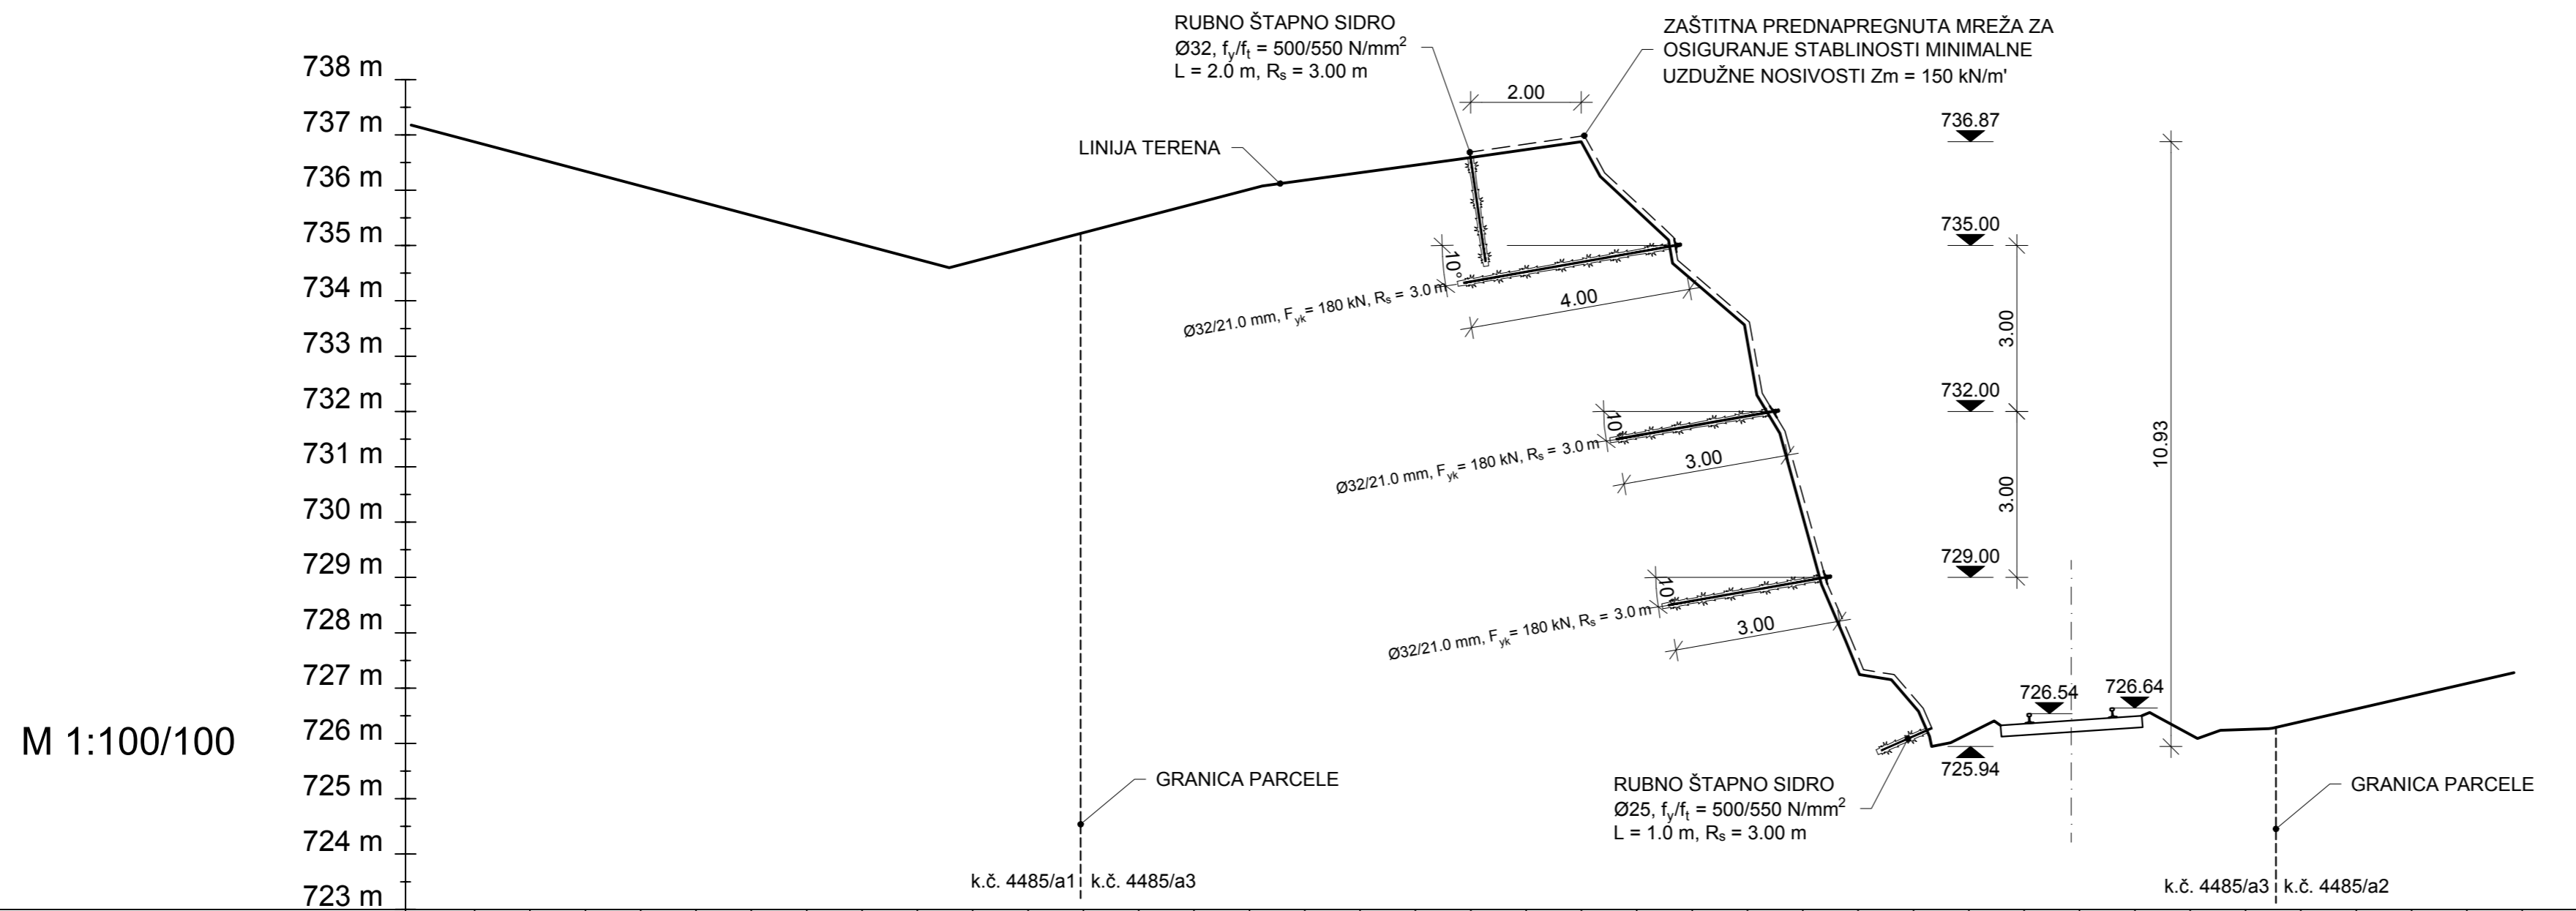 RUBNO ŠTAPNO SIDRO
Ø32, fy/ft = 500/550 N/mm²
L = 2.0 m, Rs = 3.00 m
ZAŠTITNA PREDNAPREGNUTA MREŽA ZA
OSIGURANJE STABLINOSTI MINIMALNE
UZDUŽNE NOSIVOSTI Zm = 150 kN/m'
738 m
737 m
736 m
735 m
734 m
733 m
732 m
731 m
730 m
729 m
728 m
727 m
726 m
725 m
724 m
723 m
M 1:100/100
LINIJA TERENA
2.00
736.87
735.00
10°
Ø32/21.0 mm, Fyk= 180 kN, Rs = 3.0 m
4.00
3.00
732.00
10°
Ø32/21.0 mm, Fyk= 180 kN, Rs = 3.0 m
3.00
3.00
10.93
729.00
10°
Ø32/21.0 mm, Fyk= 180 kN, Rs = 3.0 m
3.00
726.54
726.64
725.94
RUBNO ŠTAPNO SIDRO
Ø25, fy/ft = 500/550 N/mm²
L = 1.0 m, Rs = 3.00 m
GRANICA PARCELE
GRANICA PARCELE
k.č. 4485/a1
k.č. 4485/a3
k.č. 4485/a3
k.č. 4485/a2